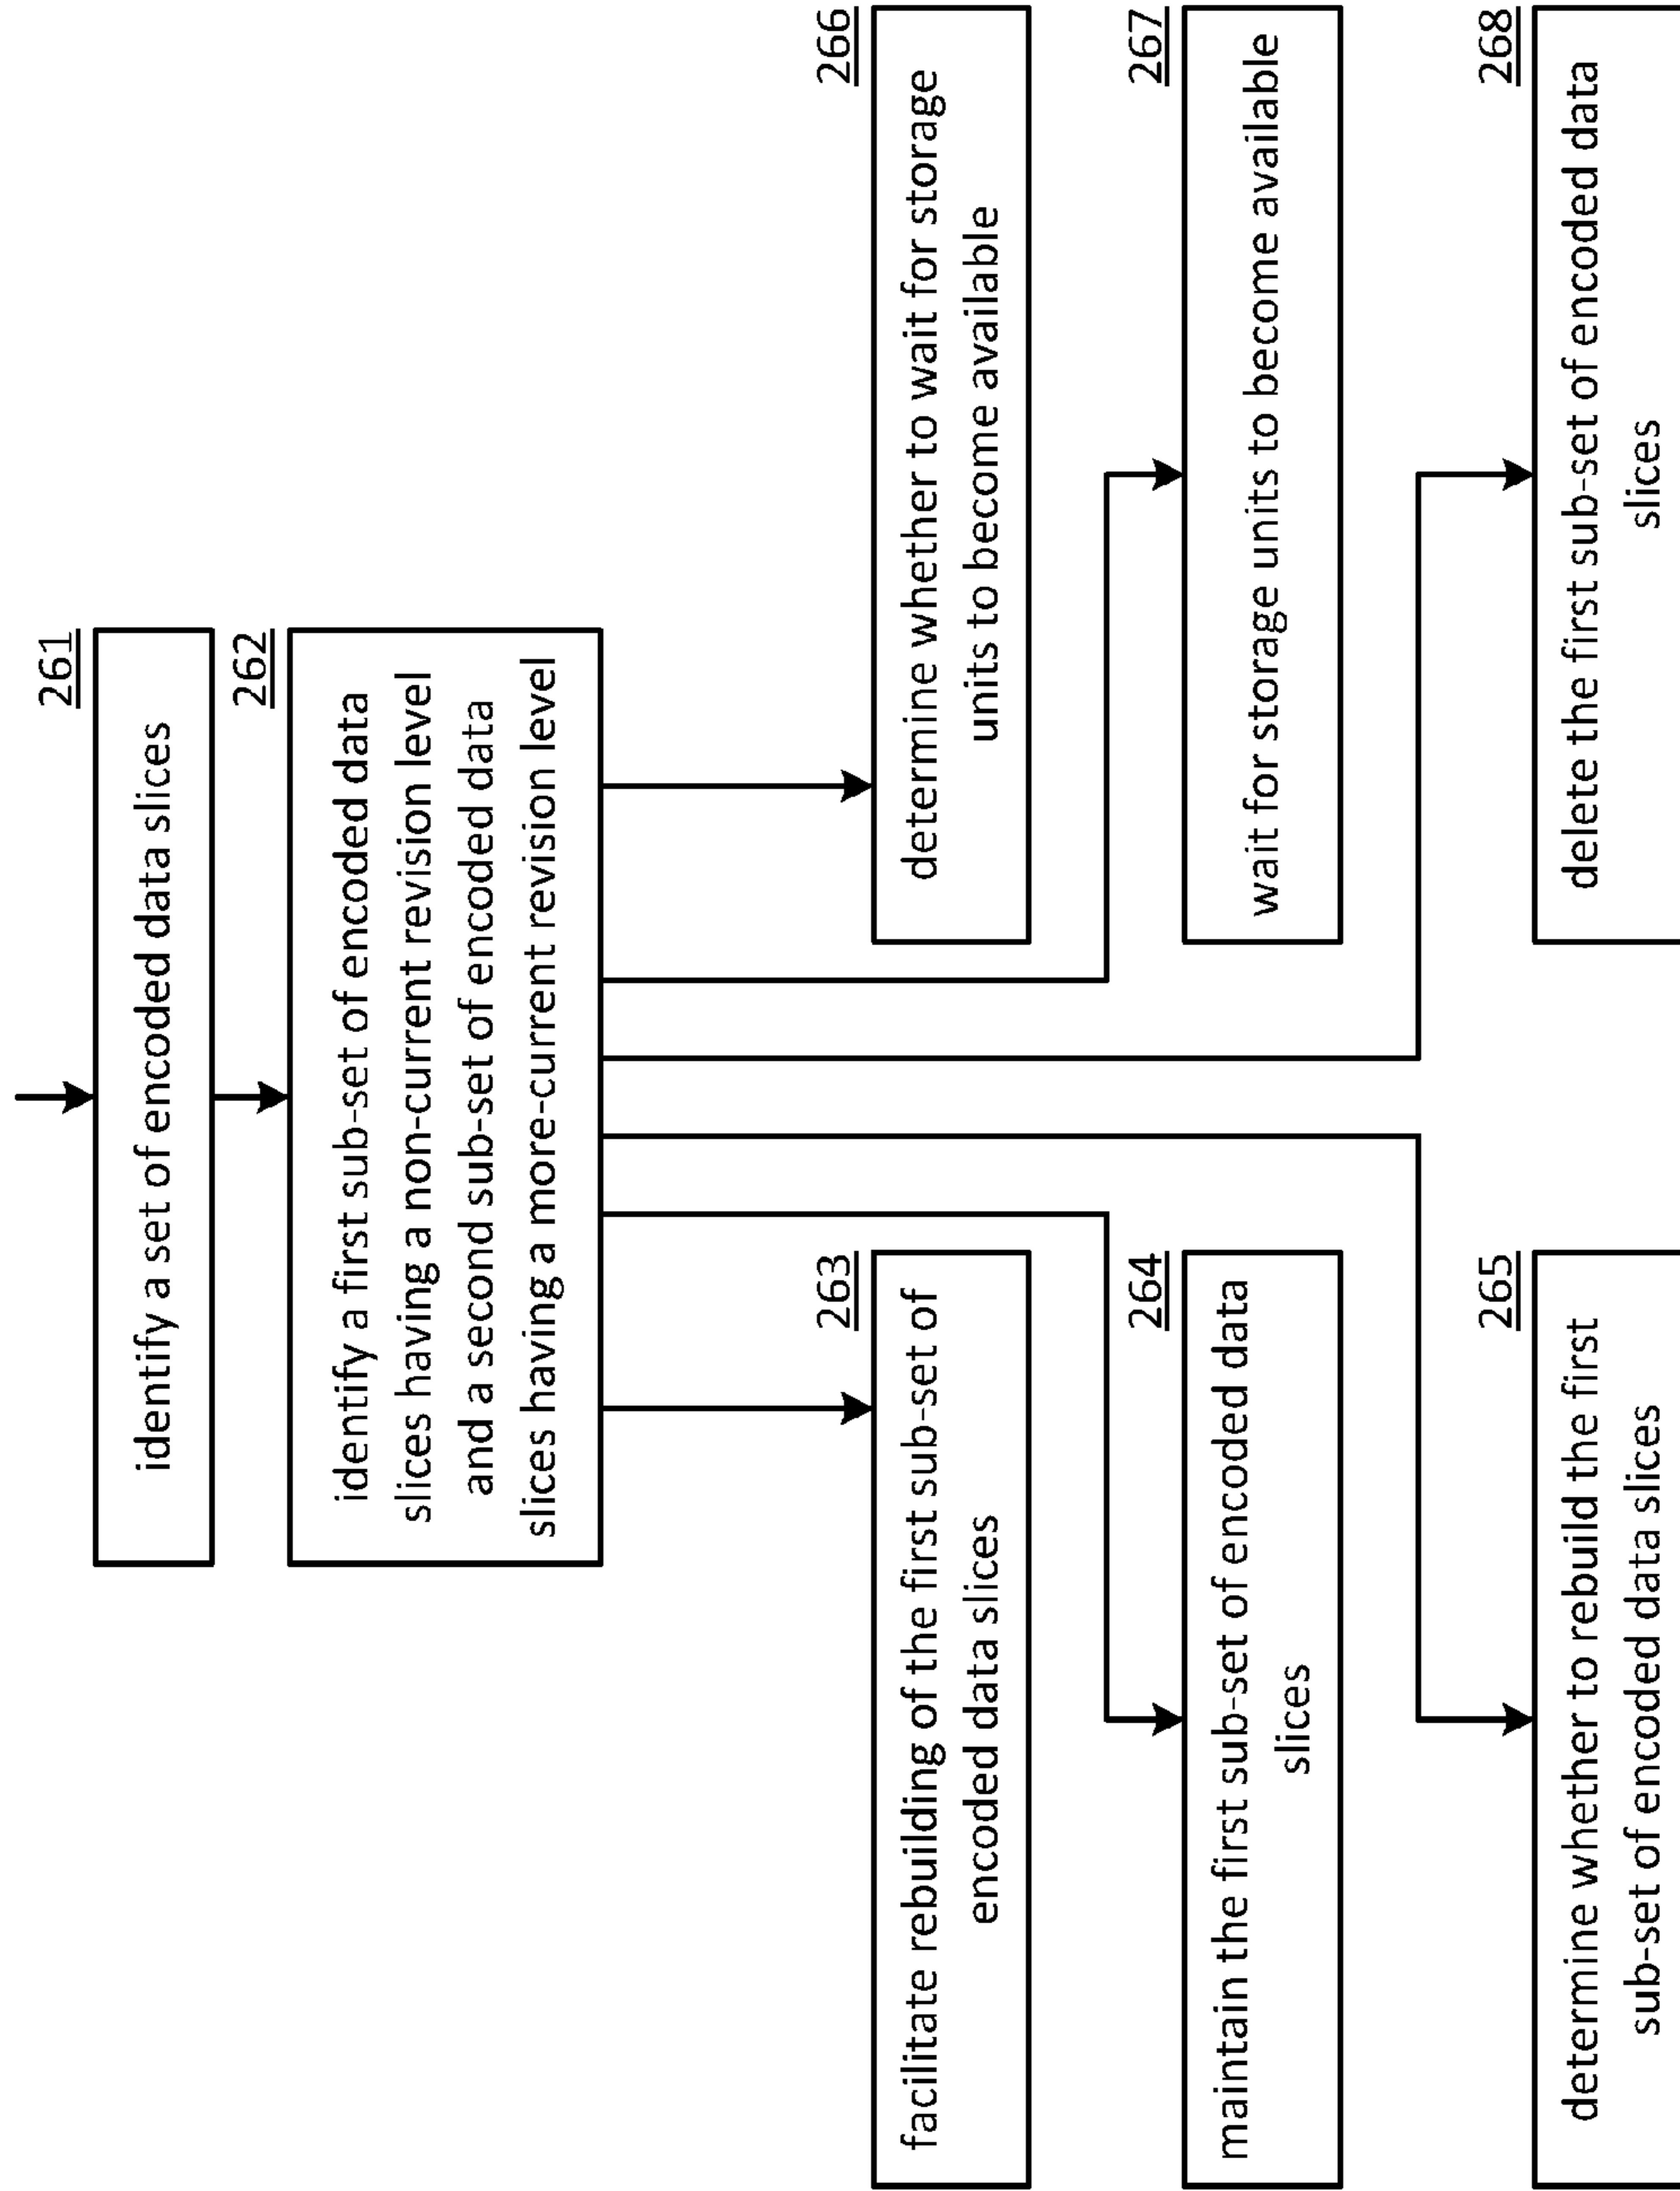 261
identify a set of encoded data slices
262
identify a first sub-set of encoded data
slices having a non-current revision level
and a second sub-set of encoded data
slices having a more-current revision level
263
facilitate rebuilding of the first sub-set of
encoded data slices
264
maintain the first sub-set of encoded data
slices
265
determine whether to rebuild the first
sub-set of encoded data slices
266
determine whether to wait for storage
units to become available
267
wait for storage units to become available
268
delete the first sub-set of encoded data
slices